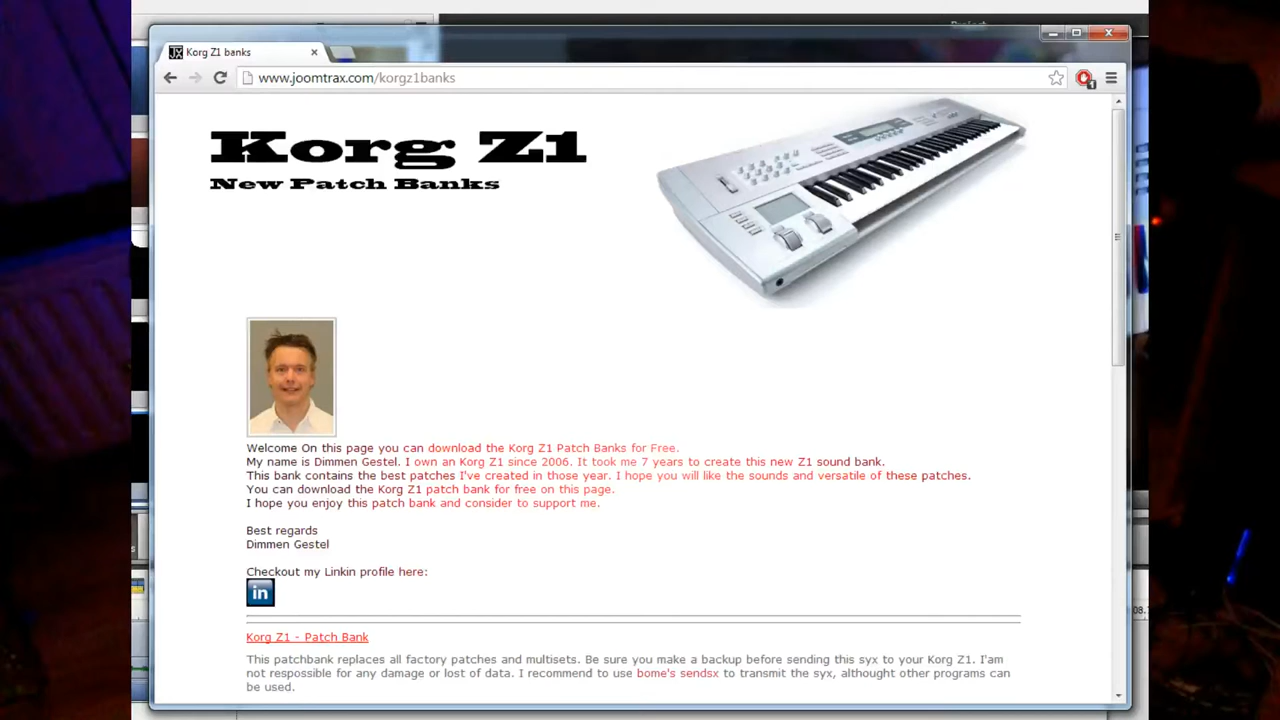 Korg Z1 banks
www.joomtrax.com/korgz1banks
Korg Z1
New Patch Banks
Welcome On this page you can download the Korg Z1 Patch Banks for Free.
My name is Dimmen Gestel. I own an Korg Z1 since 2006. It took me 7 years to create this new Z1 sound bank.
This bank contains the best patches I've created in those year. I hope you will like the sounds and versatile of these patches.
You can download the Korg Z1 patch bank for free on this page.
I hope you enjoy this patch bank and consider to support me.
Best regards
Dimmen Gestel
Checkout my Linkin profile here:
in
Korg Z1 - Patch Bank
This patchbank replaces all factory patches and multisets. Be sure you make a backup before sending this syx to your Korg Z1. I'am
not respossible for any damage or lost of data. I recommend to use bome's sendsx to transmit the syx, althought other programs can
be used.